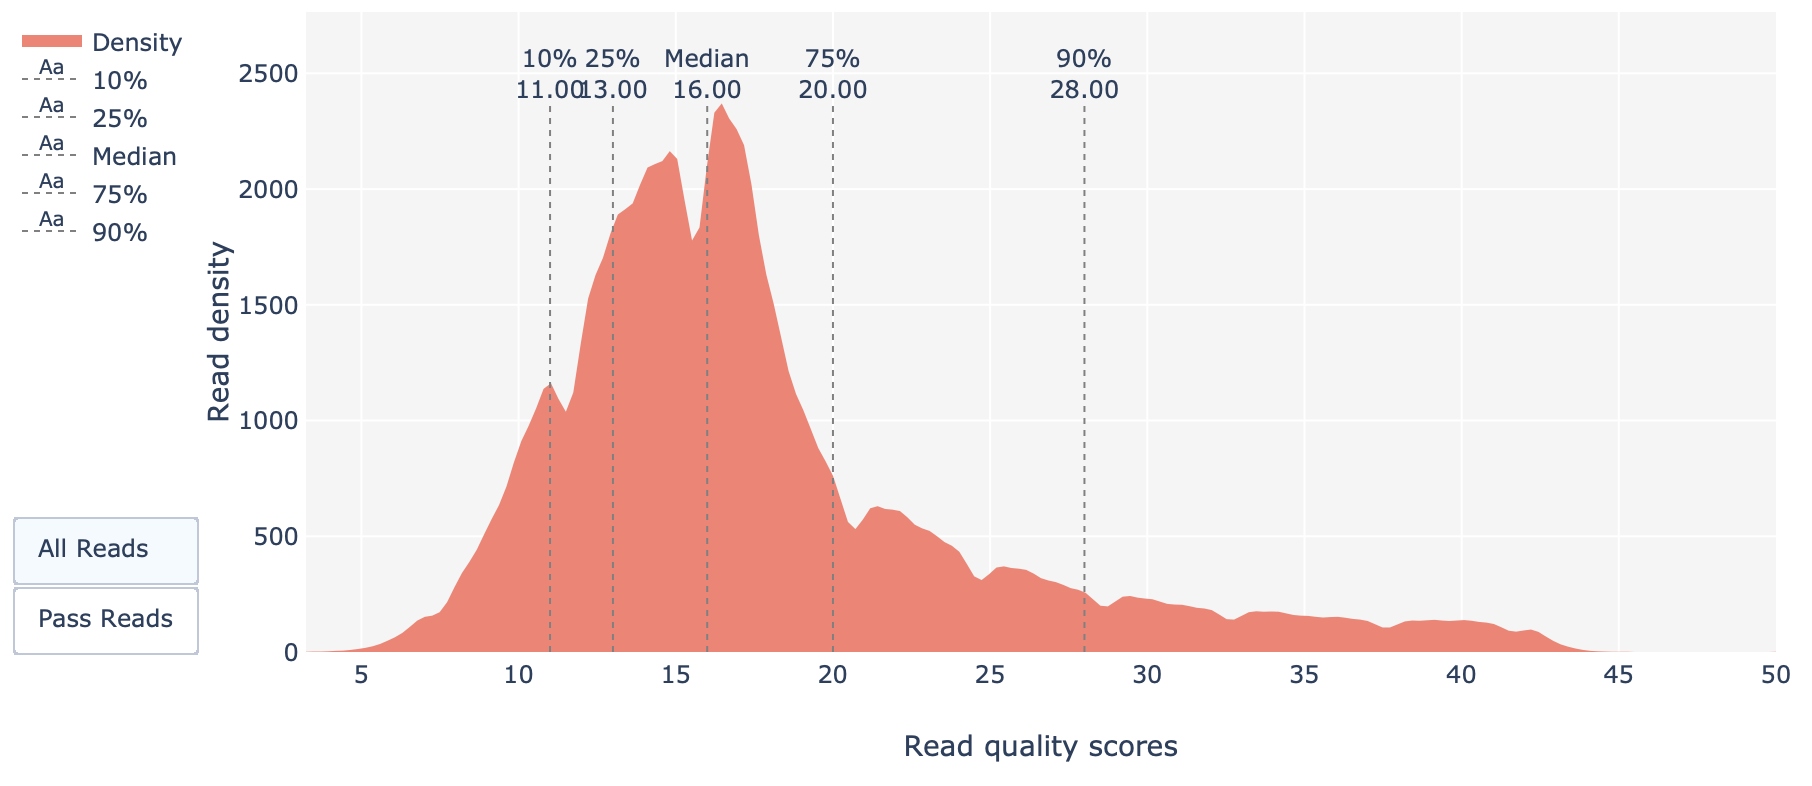 Density
Aa
10%
Aa
25%
Aa
Median
Aa
75%
Aa
90%
All Reads
Pass Reads
10% 25% Median 75% 90%
11.00 13.00 16.00 20.00 28.00
Read density
2500
2000
1500
1000
500
0
5 10 15 20 25 30 35 40 45 50
Read quality scores